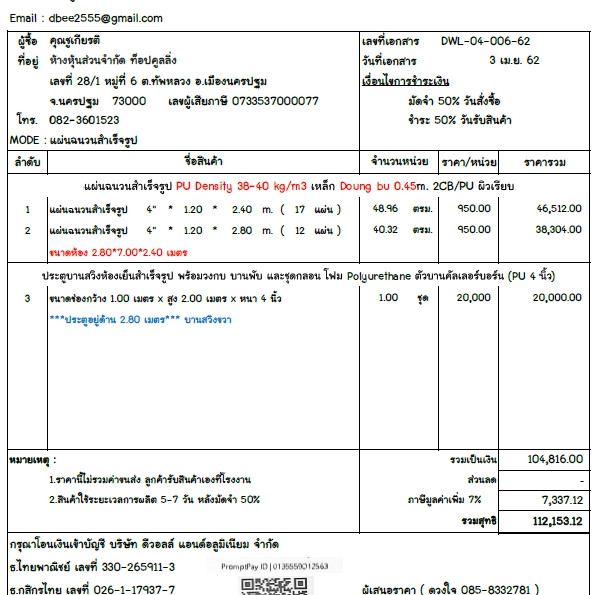 Email : dbee2555@gmail.com
ผู้ซื้อ คุณชูเกียรติ เลขที่เอกสาร DWL-04-006-62
ที่อยู่ ห้างหุ้นส่วนจำกัด ท็อปคูลลิ่ง วันที่เอกสาร 3 เม.ย. 62
เลขที่ 28/1 หมู่ที่ 6 ต.ทัพหลวง อ.เมืองนครปฐม เงื่อนไขการชำระเงิน
จ.นครปฐม 73000 เลขผู้เสียภาษี 0733537000077 มัดจำ 50% วันสั่งซื้อ
โทร. 082-3601523 ชำระ 50% วันรับสินค้า
MODE : แผ่นฉนวนสำเร็จรูป
ลำดับ ชื่อสินค้า จำนวนหน่วย ราคา/หน่วย ราคารวม
แผ่นฉนวนสำเร็จรูป PU Density 38-40 kg/m3 เหล็ก Doung bu 0.45m. 2CB/PU ผิวเรียบ
1 แผ่นฉนวนสำเร็จรูป 4" * 1.20 * 2.40 m. ( 17 แผ่น ) 48.96 ตรม. 950.00 46,512.00
2 แผ่นฉนวนสำเร็จรูป 4" * 1.20 * 2.80 m. ( 12 แผ่น ) 40.32 ตรม. 950.00 38,304.00
ขนาดห้อง 2.80*7.00*2.40 เมตร
ประตูบานสวิงห้องเย็นสำเร็จรูป พร้อมวงกบ บานพับ และชุดกลอน โฟม Polyurethane ตัวบานคัลเลอร์บอร์น (PU 4 นิ้ว)
3 ขนาดช่องกว้าง 1.00 เมตร x สูง 2.00 เมตร x หนา 4 นิ้ว 1.00 ชุด 20,000 20,000.00
***ประตูอยู่ด้าน 2.80 เมตร*** บานสวิงขวา
หมายเหตุ : รวมเป็นเงิน 104,816.00
1.ราคานี้ไม่รวมค่าขนส่ง ลูกค้ารับสินค้าเองที่โรงงาน ส่วนลด -
2.สินค้าใช้ระยะเวลการผลิต 5-7 วัน หลังมัดจำ 50% ภาษีมูลค่าเพิ่ม 7% 7,337.12
รวมสุทธิ 112,153.12
กรุณาโอนเงินเข้าบัญชี บริษัท ดีวอลล์ แอนด์อลูมิเนียม จำกัด
ธ.ไทยพาณิชย์ เลขที่ 330-265911-3 PromptPay ID | 0135559012563
ธ.กสิกรไทย เลขที่ 026-1-17937-7 ผู้เสนอราคา ( ดวงใจ 085-8332781 )